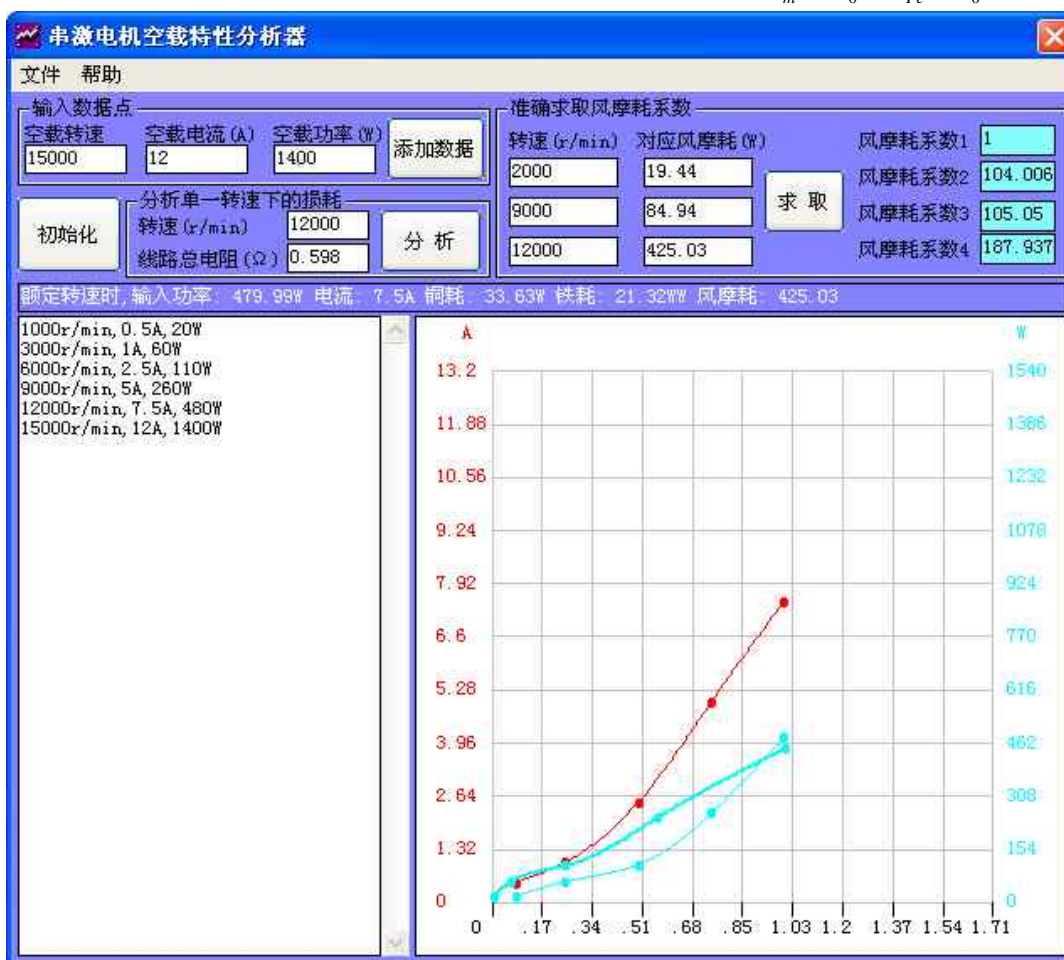 串激电机空载特性分析器
文件 帮助
输入数据点
空载转速 空载电流(A) 空载功率(W)
15000 12 1400 添加数据
初始化
分析单一转速下的损耗
转速(r/min) 12000
线路总电阻(Ω) 0.598
分 析
准确求取风摩耗系数
转速(r/min) 对应风摩耗(W)
2000 19.44
9000 84.94
12000 425.03
求 取
风摩耗系数1 1
风摩耗系数2 104.006
风摩耗系数3 105.05
风摩耗系数4 187.937
额定转速时,输入功率: 479.99W 电流: 7.5A 铜耗: 33.63W 铁耗: 21.32WW 风摩耗: 425.03
1000r/min,0.5A,20W
3000r/min,1A,60W
6000r/min,2.5A,110W
9000r/min,5A,260W
12000r/min,7.5A,480W
15000r/min,12A,1400W
A W
13.2 1540
11.88 1386
10.56 1232
9.24 1078
7.92 924
6.6 770
5.28 616
3.96 462
2.64 308
1.32 154
0 0
0 .17 .34 .51 .68 .85 1.03 1.2 1.37 1.54 1.71